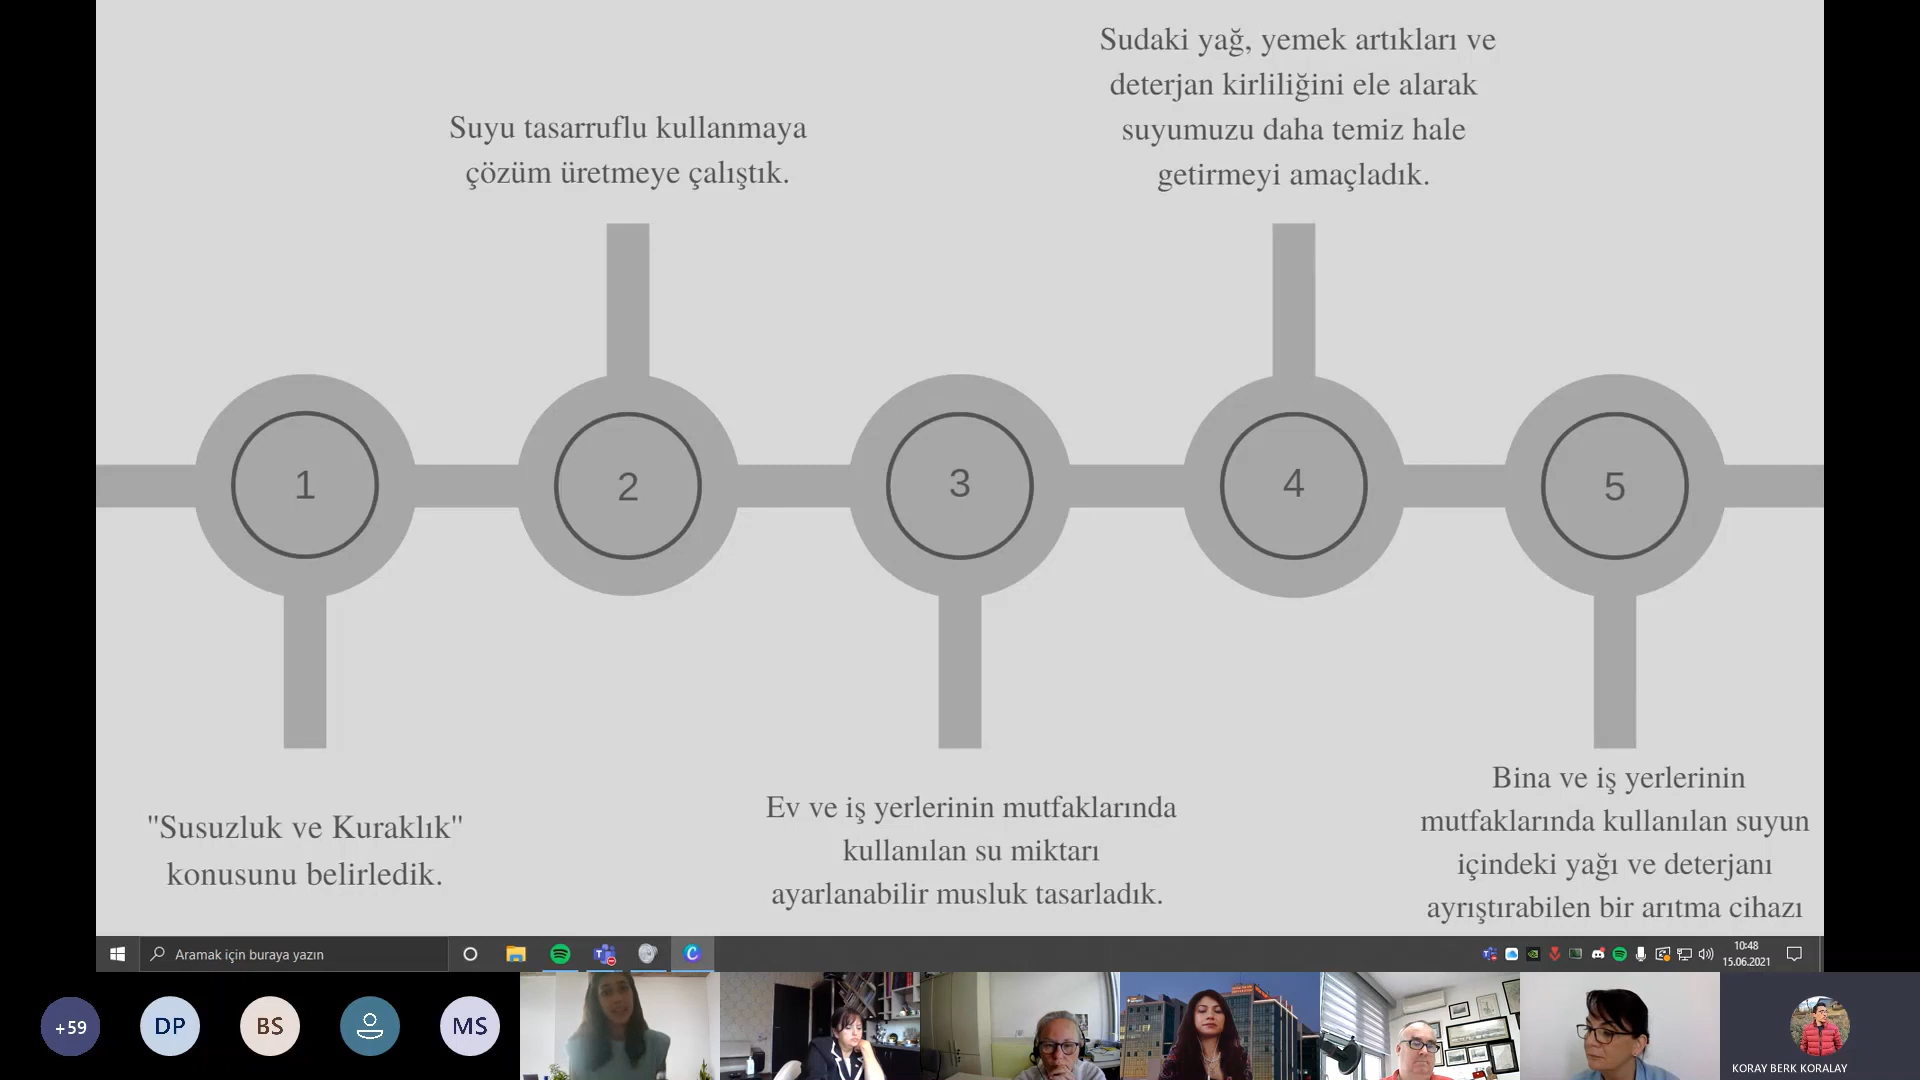 Sudaki yağ, yemek artıkları ve
deterjan kirliliğini ele alarak
suyumuzu daha temiz hale
getirmeyi amaçladık.
Suyu tasarruflu kullanmaya
çözüm üretmeye çalıştık.
1
2
3
4
5
"Susuzluk ve Kuraklık"
konusunu belirledik.
Ev ve iş yerlerinin mutfaklarında
kullanılan su miktarı
ayarlanabilir musluk tasarladık.
Bina ve iş yerlerinin
mutfaklarında kullanılan suyun
içindeki yağı ve deterjanı
ayrıştırabilen bir arıtma cihazı
Aramak için buraya yazın
10:48
15.06.2021
+59
DP
BS
MS
KORAY BERK KORALAY